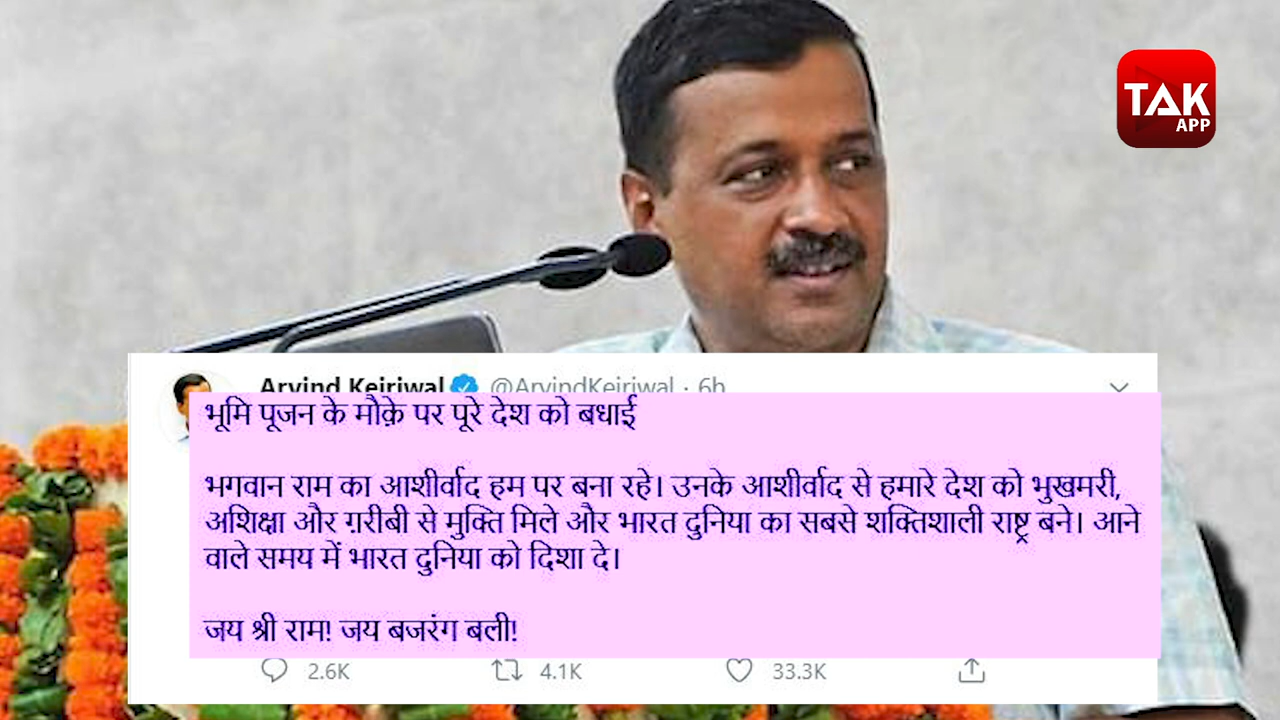 TAK
APP
Arvind Kejriwal @ArvindKejriwal · 6h
भूमि पूजन के मौक़े पर पूरे देश को बधाई
भगवान राम का आशीर्वाद हम पर बना रहे। उनके आशीर्वाद से हमारे देश को भुखमरी,
अशिक्षा और ग़रीबी से मुक्ति मिले और भारत दुनिया का सबसे शक्तिशाली राष्ट्र बने। आने
वाले समय में भारत दुनिया को दिशा दे।
जय श्री राम! जय बजरंग बली!
2.6K 4.1K 33.3K